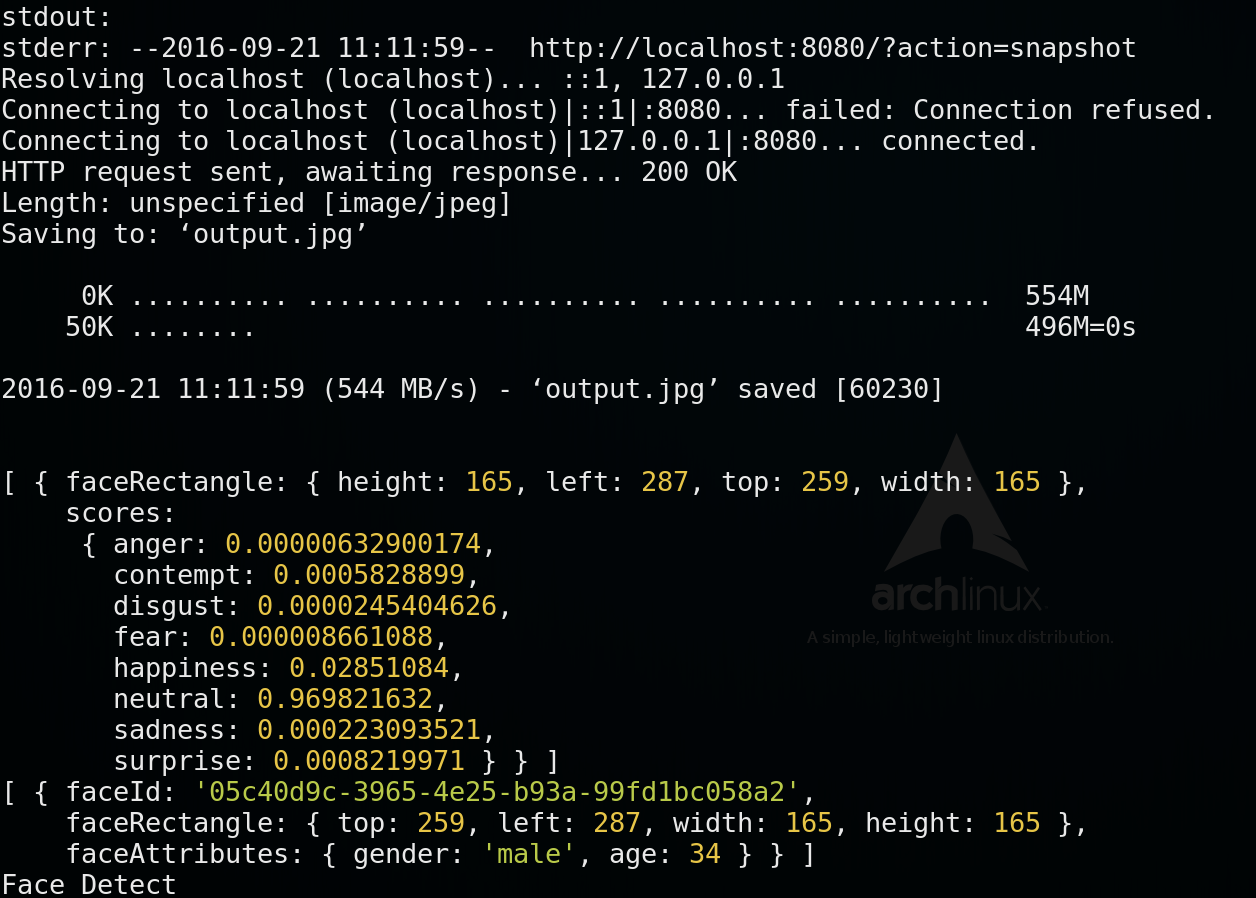 stdout:
stderr: --2016-09-21 11:11:59--  http://localhost:8080/?action=snapshot
Resolving localhost (localhost)... ::1, 127.0.0.1
Connecting to localhost (localhost)|::1|:8080... failed: Connection refused.
Connecting to localhost (localhost)|127.0.0.1|:8080... connected.
HTTP request sent, awaiting response... 200 OK
Length: unspecified [image/jpeg]
Saving to: ‘output.jpg’
0K .......... .......... .......... .......... ..........  554M
50K ........                                                496M=0s
2016-09-21 11:11:59 (544 MB/s) - ‘output.jpg’ saved [60230]
[ { faceRectangle: { height: 165, left: 287, top: 259, width: 165 },
scores:
{ anger: 0.00000632900174,
contempt: 0.0005828899,
disgust: 0.0000245404626,
fear: 0.000008661088,
happiness: 0.02851084,
neutral: 0.969821632,
sadness: 0.000223093521,
surprise: 0.0008219971 } } ]
[ { faceId: '05c40d9c-3965-4e25-b93a-99fd1bc058a2',
faceRectangle: { top: 259, left: 287, width: 165, height: 165 },
faceAttributes: { gender: 'male', age: 34 } } ]
Face Detect
archlinux
A simple, lightweight linux distribution.